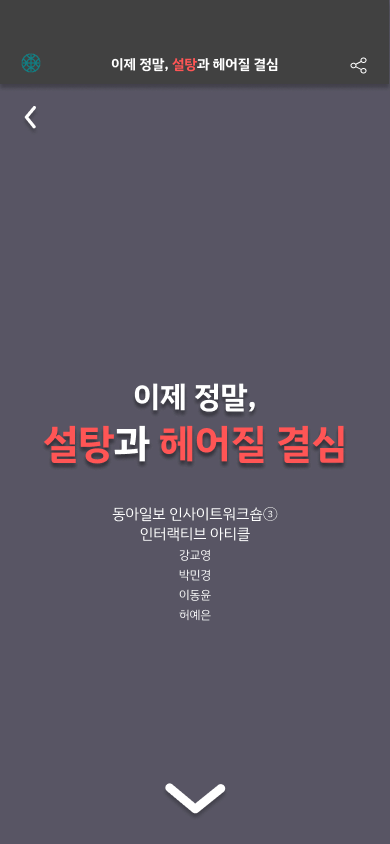 이제 정말, 설탕과 헤어질 결심
이제 정말,
설탕과 헤어질 결심
동아일보 인사이트워크숍③
인터랙티브 아티클
강교영
박민경
이동윤
허예은